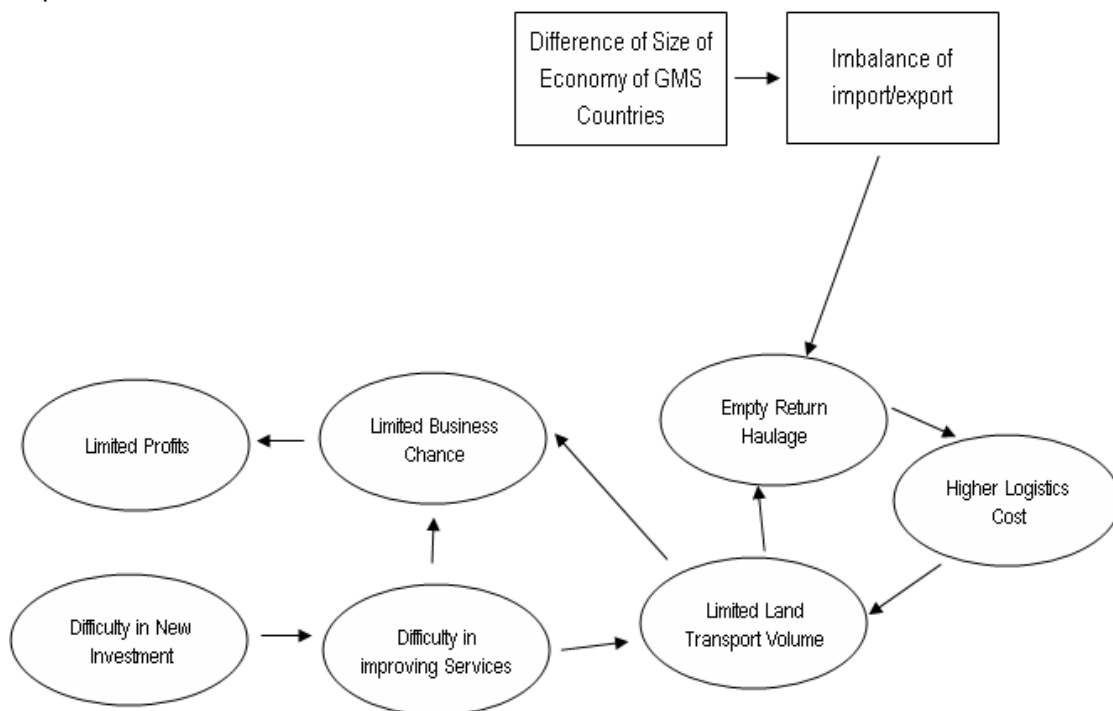 Difference of Size of
Economy of GMS
Countries
Imbalance of
import/export
Empty Return
Haulage
Limited Business
Chance
Limited Profits
Higher Logistics
Cost
Difficulty in New
Investment
Difficulty in
improving Services
Limited Land
Transport Volume